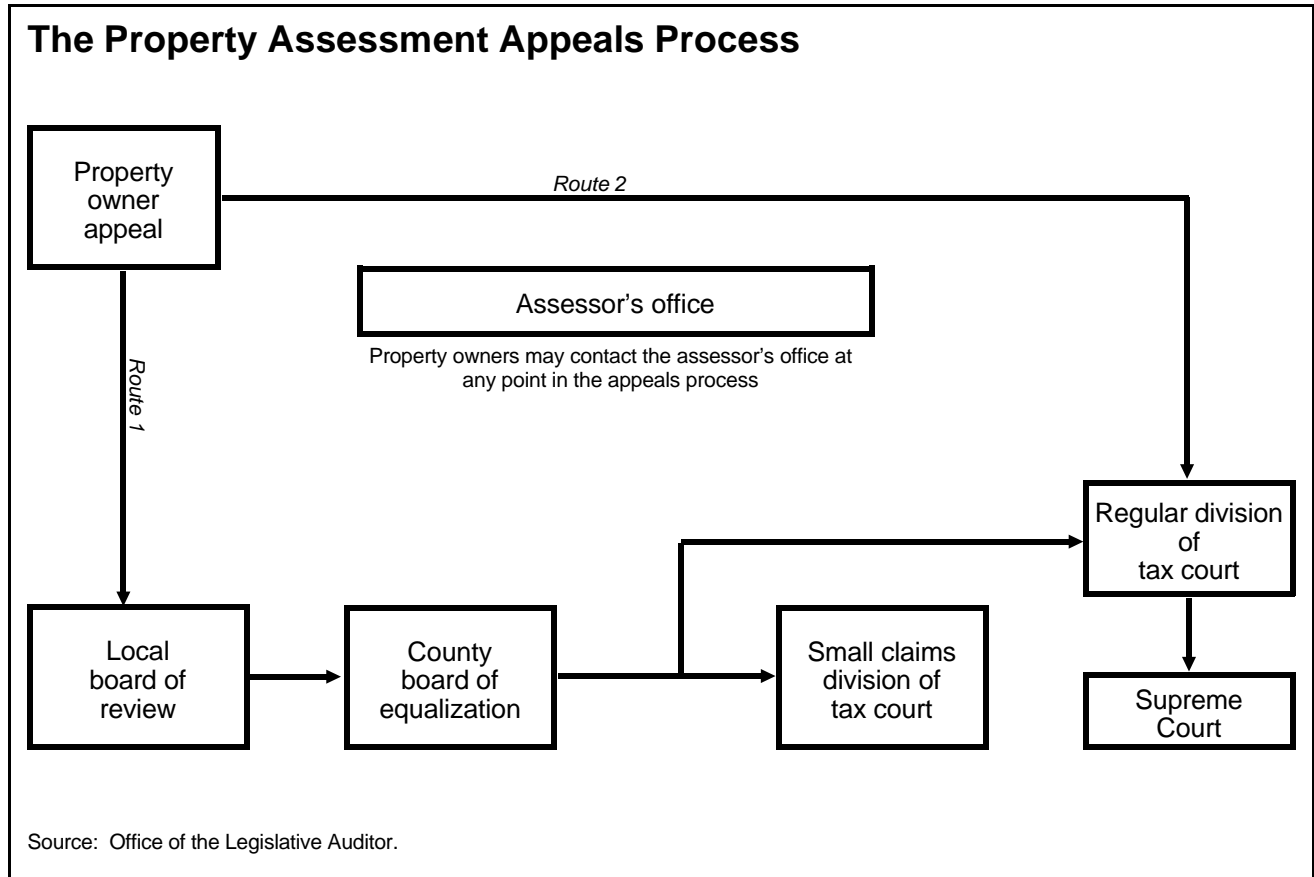 The Property Assessment Appeals Process
Property
owner
appeal
Route 2
Assessor's office
Property owners may contact the assessor's office at
any point in the appeals process
Route 1
Regular division
of
tax court
Local
board of
review
County
board of
equalization
Small claims
division of
tax court
Supreme
Court
Source: Office of the Legislative Auditor.